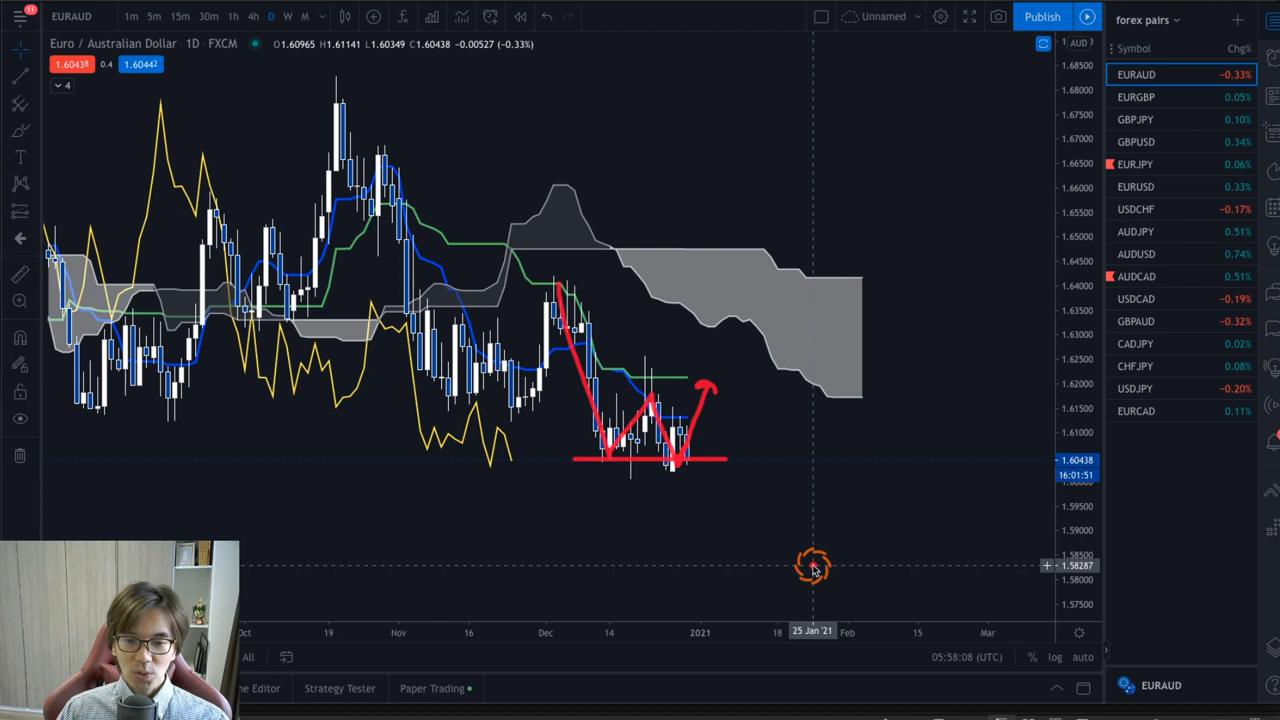 11
EURAUD 1m 5m 15m 30m 1h 4h D W M Unnamed Publish
forex pairs
Symbol Chg%
Euro / Australian Dollar · 1D · FXCM O1.60965 H1.61141 L1.60349 C1.60438 −0.00527 (−0.33%)
1.60438 0.4 1.60442
4
AUD
1.68500
1.68000
1.67500
1.67000
1.66500
1.66000
1.65500
1.65000
1.64500
1.64000
1.63500
1.63000
1.62500
1.62000
1.61500
1.61000
1.60438
16:01:51
1.60000
1.59500
1.59000
1.58500
1.58287
1.58000
1.57500
EURAUD −0.33%
EURGBP 0.05%
GBPJPY 0.10%
GBPUSD 0.34%
EURJPY 0.06%
EURUSD 0.33%
USDCHF −0.17%
AUDJPY 0.51%
AUDUSD 0.74%
AUDCAD 0.51%
USDCAD −0.19%
GBPAUD −0.32%
CADJPY 0.02%
CHFJPY 0.08%
USDJPY −0.20%
EURCAD 0.11%
Oct 19 Nov 16 Dec 14 2021 18 25 Jan '21 Feb 15 Mar
All 05:58:08 (UTC) % log auto
ne Editor Strategy Tester Paper Trading
EURAUD